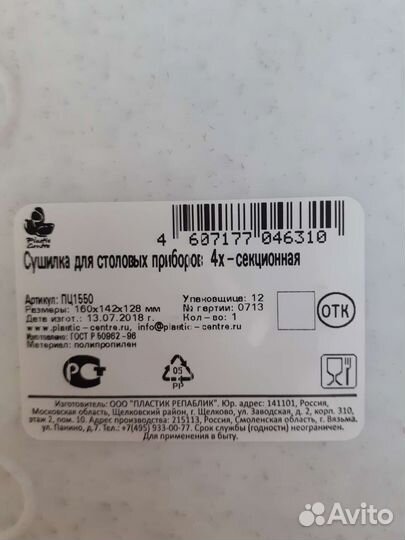 Plastic Centre
4 607177 046310
Сушилка для столовых приборов 4х-секционная
Артикул: ПЦ1550
Размеры: 160x142x128 мм
Дата изгот.: 13.07.2018 г.
www.plastic-centre.ru, info@plastic-centre.ru
Изготовлено: ГОСТ Р 50962-96
Материал: полипропилен
Упаковщица: 12
№ партии: 0713
Кол-во: 1
ОТК
РСТ
05
PP
Изготовитель: ООО "ПЛАСТИК РЕПАБЛИК". Юр. адрес: 141101, Россия,
Московская область, Щелковский район, г. Щелково, ул. Заводская, д. 2, корп. 310,
этаж 2, пом. 10. Адрес производства: 215113, Россия, Смоленская область, г. Вязьма,
ул. Панино, д.7. Тел:+7(495) 933-00-77. Срок службы (годности) неограничен.
Для применения в быту.
Avito